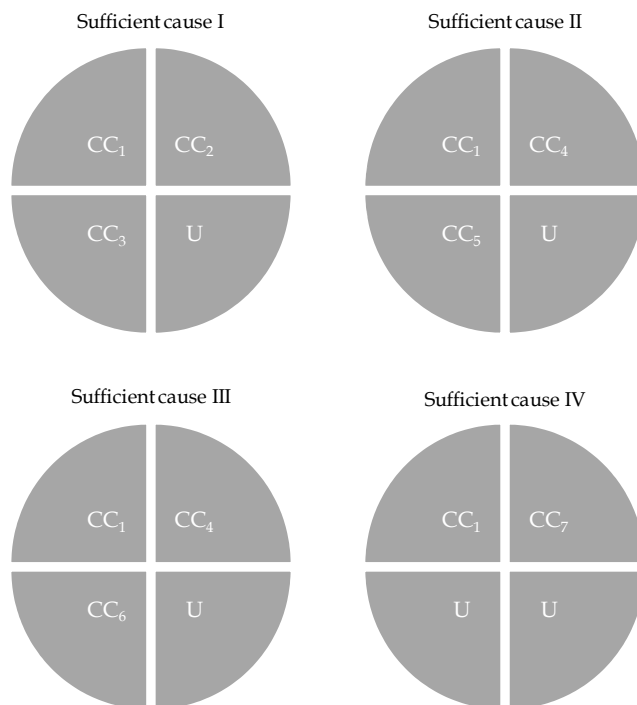 Sufficient cause I
Sufficient cause II
CC₁ CC₂
CC₃ U
CC₁ CC₄
CC₅ U
Sufficient cause III
Sufficient cause IV
CC₁ CC₄
CC₆ U
CC₁ CC₇
U U